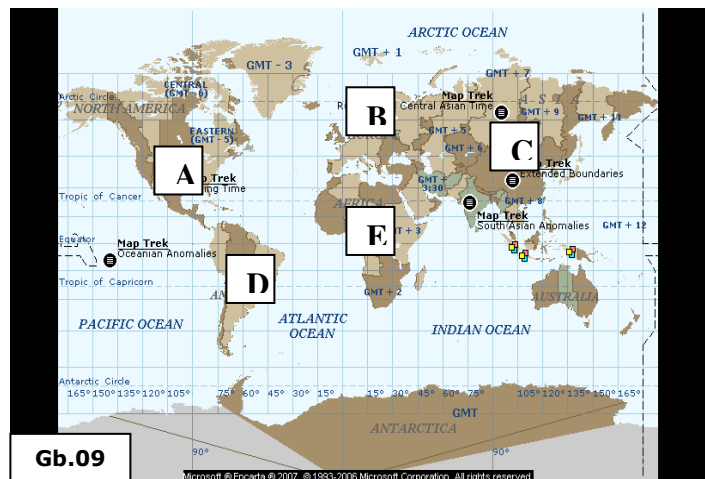 ARCTIC OCEAN
GMT + 1
GMT - 3
GMT + 7
CENTRAL
(GMT - 6)
Map Trek
Central Asian Time
A S I A
Arctic Circle
NORTH AMERICA
B
GMT + 9
GMT + 11
EASTERN
(GMT - 5)
GMT + 5
GMT + 6
C
A
Map Trek
Extended Boundaries
GMT +
3:30
Tropic of Cancer
AFRICA
GMT + 8
Map Trek
South Asian Anomalies
GMT + 12
E
Equator
Map Trek
Oceanian Anomalies
D
Tropic of Capricorn
GMT + 2
AUSTRALIA
PACIFIC OCEAN
ATLANTIC
OCEAN
INDIAN OCEAN
Antarctic Circle
165° 150° 135° 120° 105° 75° 60° 45° 30° 15° 15° 30° 45° 60° 75° 105° 120° 135° 150° 165°
GMT
ANTARCTICA
90° 90°
Gb.09
Microsoft ® Encarta ® 2007. © 1993-2006 Microsoft Corporation. All rights reserved.